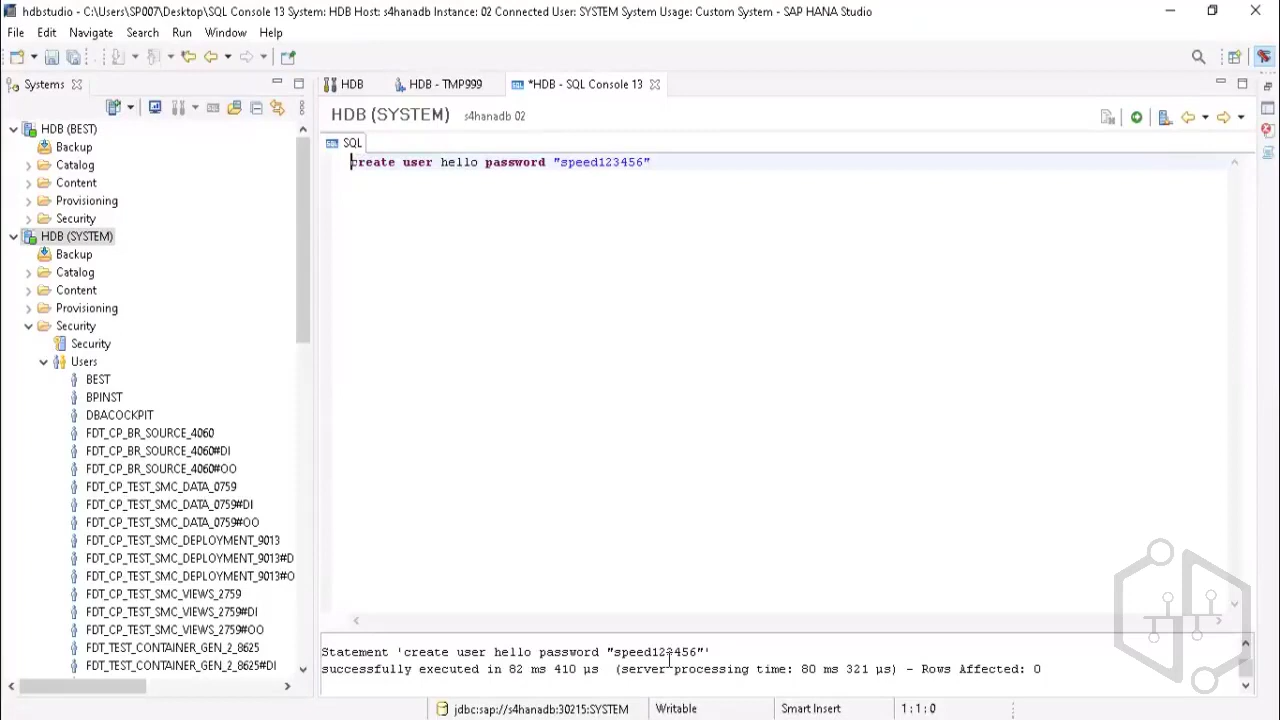 hdbstudio - C:\Users\SP007\Desktop\SQL Console 13 System: HDB Host: s4hanadb Instance: 02 Connected User: SYSTEM System Usage: Custom System - SAP HANA Studio
File Edit Navigate Search Run Window Help
Systems
HDB
HDB - TMP999
*HDB - SQL Console 13
HDB (SYSTEM) s4hanadb 02
SQL
create user hello password "speed123456"
HDB (BEST)
Backup
Catalog
Content
Provisioning
Security
HDB (SYSTEM)
Backup
Catalog
Content
Provisioning
Security
Security
Users
BEST
BPINST
DBACOCKPIT
FDT_CP_BR_SOURCE_4060
FDT_CP_BR_SOURCE_4060#DI
FDT_CP_BR_SOURCE_4060#OO
FDT_CP_TEST_SMC_DATA_0759
FDT_CP_TEST_SMC_DATA_0759#DI
FDT_CP_TEST_SMC_DATA_0759#OO
FDT_CP_TEST_SMC_DEPLOYMENT_9013
FDT_CP_TEST_SMC_DEPLOYMENT_9013#D
FDT_CP_TEST_SMC_DEPLOYMENT_9013#O
FDT_CP_TEST_SMC_VIEWS_2759
FDT_CP_TEST_SMC_VIEWS_2759#DI
FDT_CP_TEST_SMC_VIEWS_2759#OO
FDT_TEST_CONTAINER_GEN_2_8625
FDT_TEST_CONTAINER_GEN_2_8625#DI
Statement 'create user hello password "speed123456"'
successfully executed in 82 ms 410 µs (server processing time: 80 ms 321 µs) - Rows Affected: 0
jdbc:sap://s4hanadb:30215:SYSTEM
Writable
Smart Insert
1 : 1 : 0